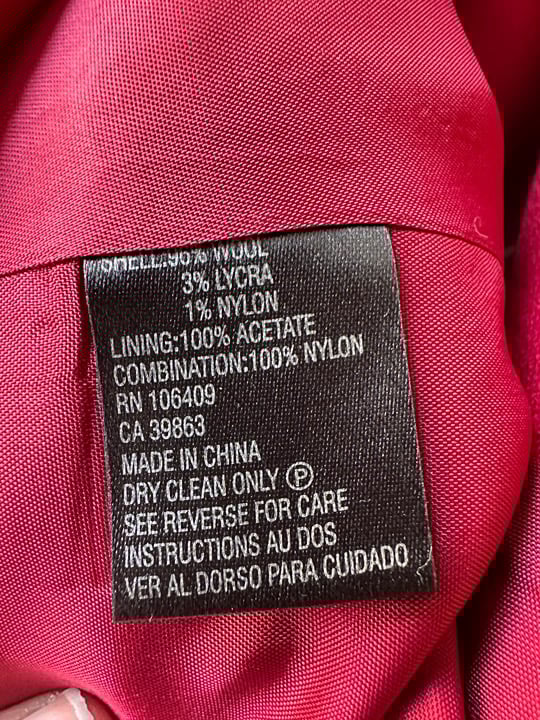 SHELL:96% WOOL
3% LYCRA
1% NYLON
LINING:100% ACETATE
COMBINATION:100% NYLON
RN 106409
CA 39863
MADE IN CHINA
DRY CLEAN ONLY Ⓟ
SEE REVERSE FOR CARE
INSTRUCTIONS AU DOS
VER AL DORSO PARA CUIDADO